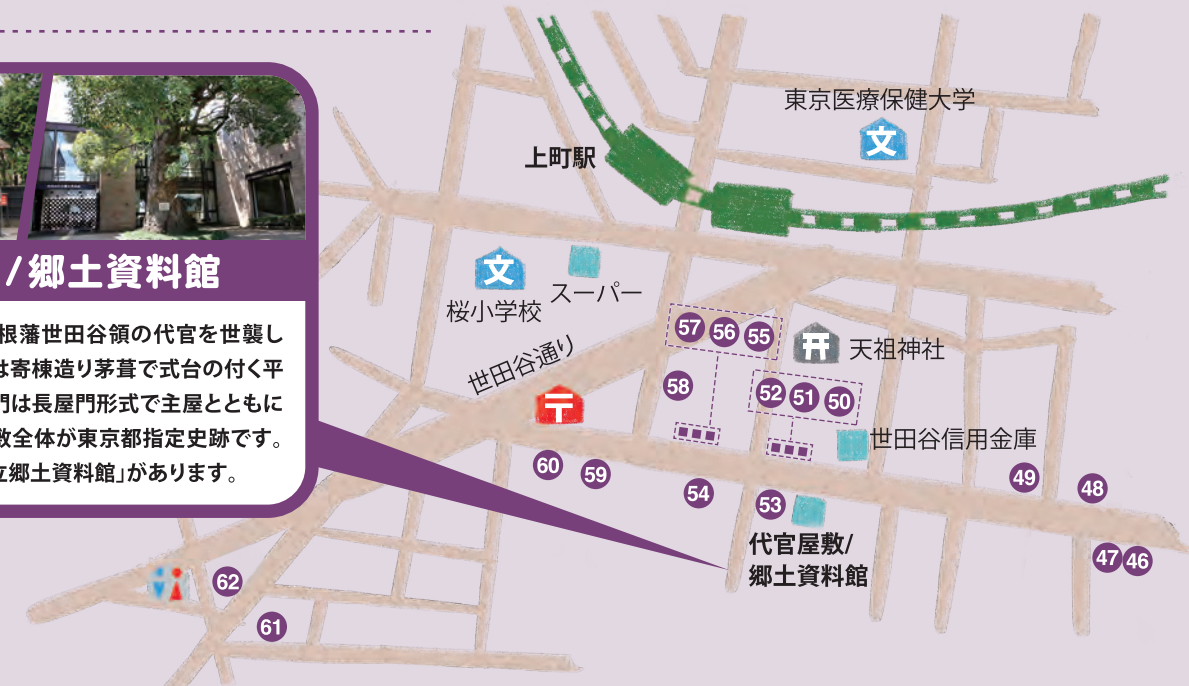 /郷土資料館
根藩世田谷領の代官を世襲し
は寄棟造り茅葺で式台の付く平
門は長屋門形式で主屋とともに
敷全体が東京都指定史跡です。
立郷土資料館」があります。
東京医療保健大学
文
上町駅
文
桜小学校
スーパー
世田谷通り
57 56 55
天祖神社
58
52 51 50
世田谷信用金庫
60 59
54
53
49
48
代官屋敷/
郷土資料館
47 46
62
61